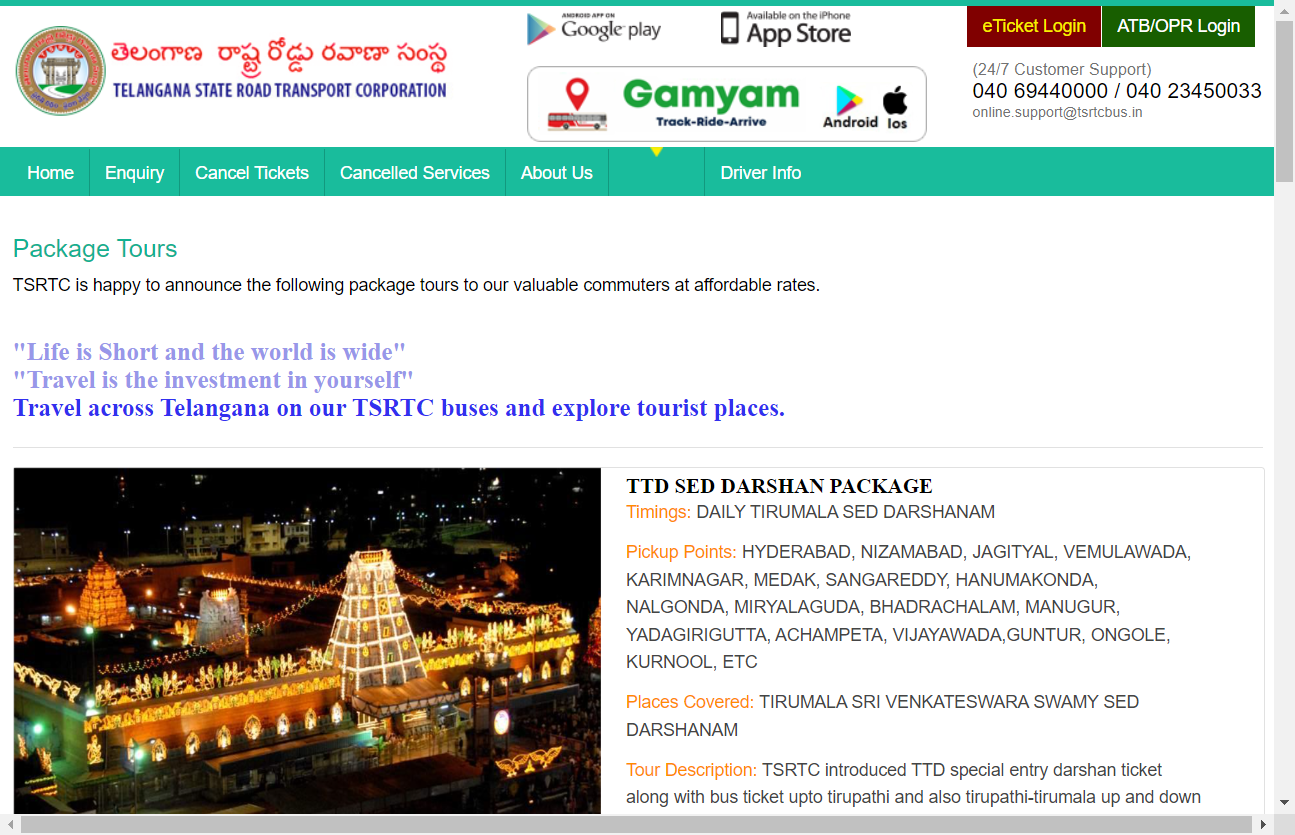 తెలంగాణ రాష్ట్ర రోడ్డు రవాణా సంస్థ
TELANGANA STATE ROAD TRANSPORT CORPORATION
ANDROID APP ON
Google play
Available on the iPhone
App Store
Gamyam
Track-Ride-Arrive
Android
Ios
eTicket Login
ATB/OPR Login
(24/7 Customer Support)
040 69440000 / 040 23450033
online.support@tsrtcbus.in
Home
Enquiry
Cancel Tickets
Cancelled Services
About Us
Driver Info
Package Tours
TSRTC is happy to announce the following package tours to our valuable commuters at affordable rates.
"Life is Short and the world is wide"
"Travel is the investment in yourself"
Travel across Telangana on our TSRTC buses and explore tourist places.
TTD SED DARSHAN PACKAGE
Timings: DAILY TIRUMALA SED DARSHANAM
Pickup Points: HYDERABAD, NIZAMABAD, JAGITYAL, VEMULAWADA,
KARIMNAGAR, MEDAK, SANGAREDDY, HANUMAKONDA,
NALGONDA, MIRYALAGUDA, BHADRACHALAM, MANUGUR,
YADAGIRIGUTTA, ACHAMPETA, VIJAYAWADA,GUNTUR, ONGOLE,
KURNOOL, ETC
Places Covered: TIRUMALA SRI VENKATESWARA SWAMY SED
DARSHANAM
Tour Description: TSRTC introduced TTD special entry darshan ticket
along with bus ticket upto tirupathi and also tirupathi-tirumala up and down